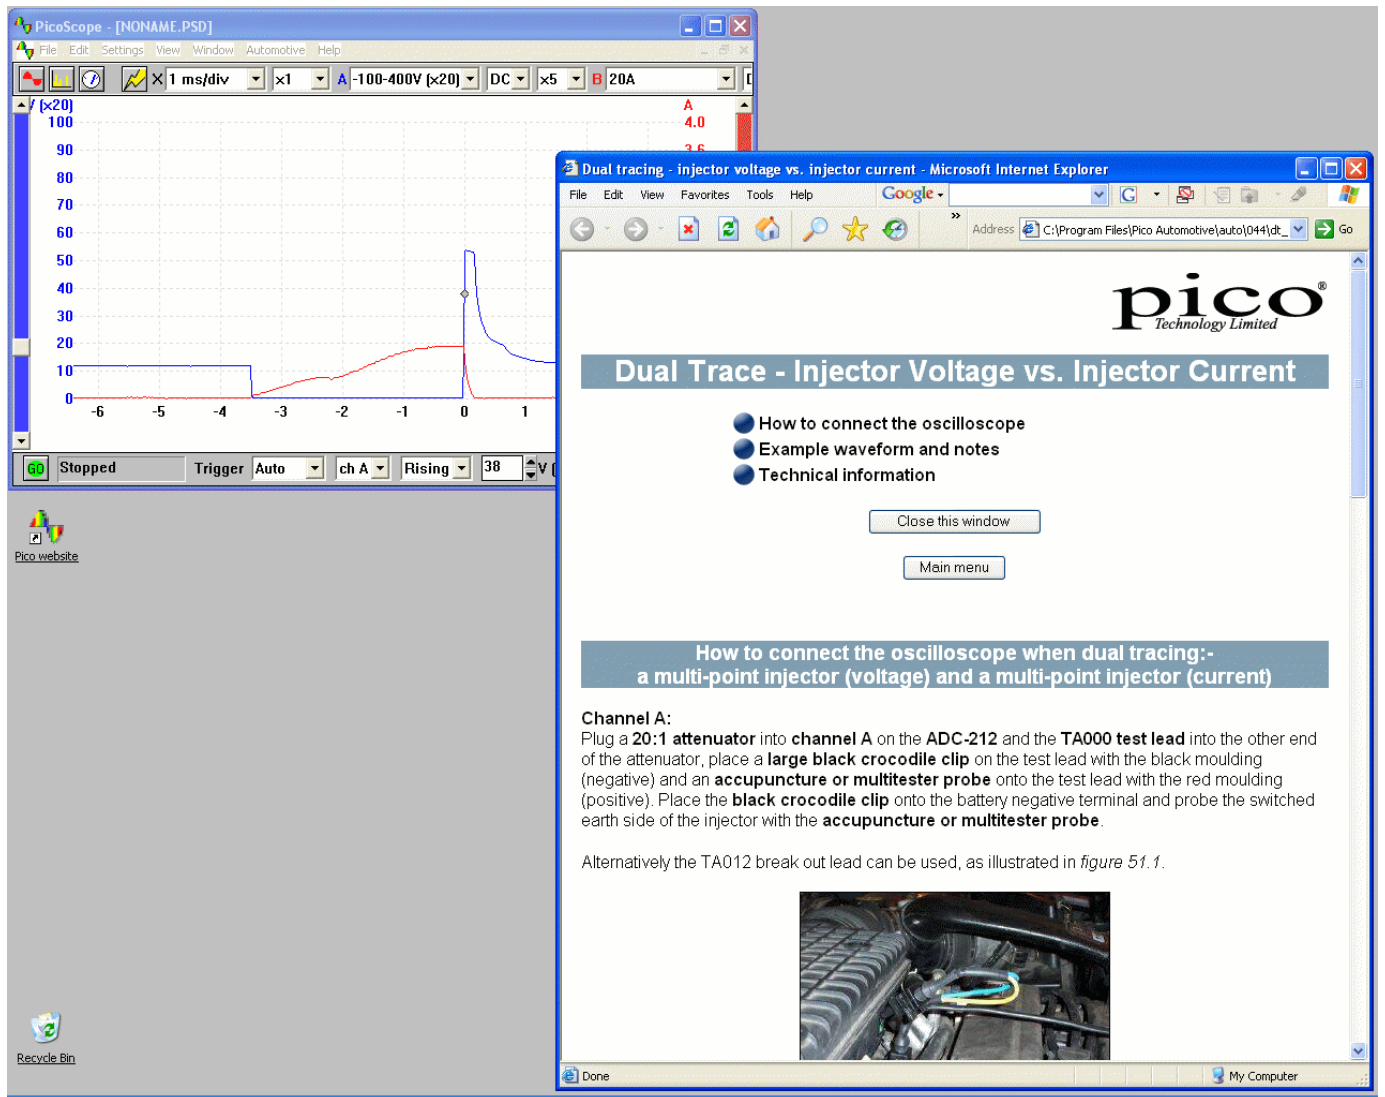 PicoScope - [NONAME.PSD]
File Edit Settings View Window Automotive Help
X 1 ms/div x1 A -100-400V (x20) DC x5 B 20A
V (x20)
A
100
4.0
90
3.6
80
70
60
50
40
30
20
10
0
-6 -5 -4 -3 -2 -1 0 1
GO Stopped Trigger Auto ch A Rising 38 V (
Pico website
Recycle Bin
Dual tracing - injector voltage vs. injector current - Microsoft Internet Explorer
File Edit View Favorites Tools Help Google G
» Address C:\Program Files\Pico Automotive\auto\044\dt_ Go
pico®
Technology Limited
Dual Trace - Injector Voltage vs. Injector Current
How to connect the oscilloscope
Example waveform and notes
Technical information
Close this window
Main menu
How to connect the oscilloscope when dual tracing:-
a multi-point injector (voltage) and a multi-point injector (current)
Channel A:
Plug a 20:1 attenuator into channel A on the ADC-212 and the TA000 test lead into the other end
of the attenuator, place a large black crocodile clip on the test lead with the black moulding
(negative) and an accupuncture or multitester probe onto the test lead with the red moulding
(positive). Place the black crocodile clip onto the battery negative terminal and probe the switched
earth side of the injector with the accupuncture or multitester probe.
Alternatively the TA012 break out lead can be used, as illustrated in figure 51.1.
Done
My Computer